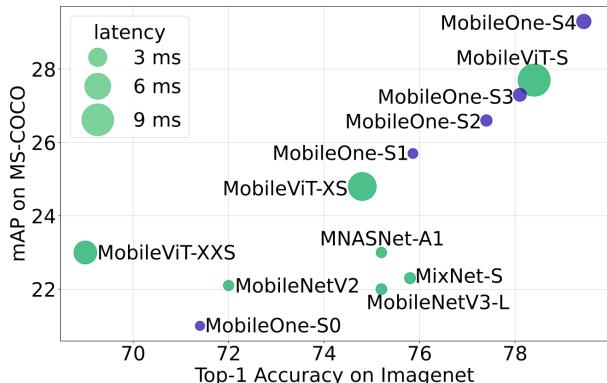 latency
3 ms
6 ms
9 ms
MobileOne-S4
MobileViT-S
MobileOne-S3
MobileOne-S2
MobileOne-S1
MobileViT-XS
MNASNet-A1
MobileViT-XXS
MixNet-S
MobileNetV2
MobileNetV3-L
MobileOne-S0
28
26
24
22
mAP on MS-COCO
70 72 74 76 78
Top-1 Accuracy on Imagenet